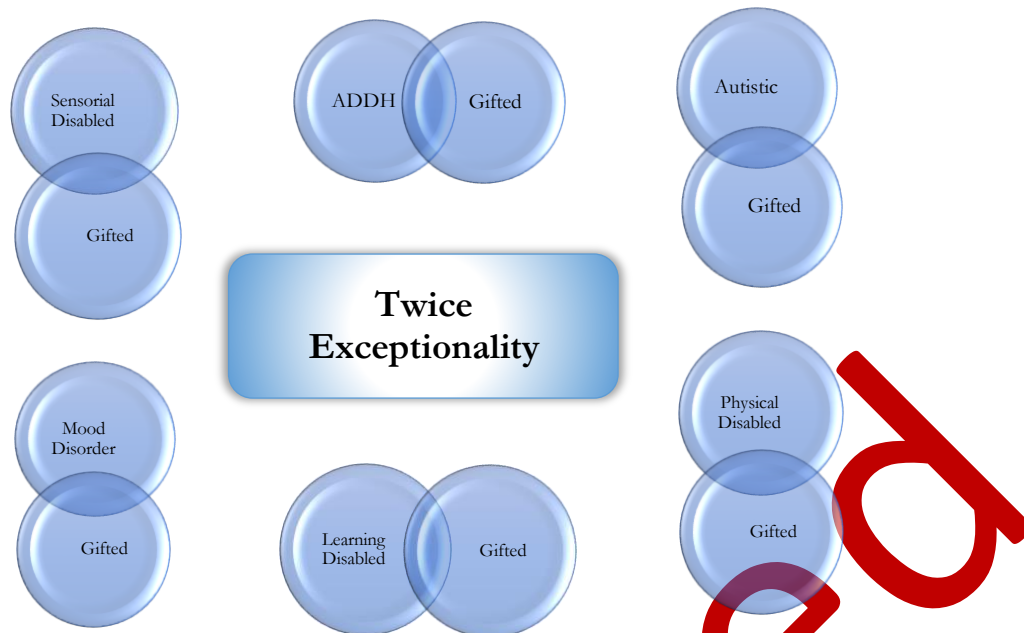 Sensorial
Disabled
Gifted
ADDH
Gifted
Autistic
Gifted
Twice
Exceptionality
Mood
Disorder
Gifted
Learning
Disabled
Gifted
Physical
Disabled
Gifted
d